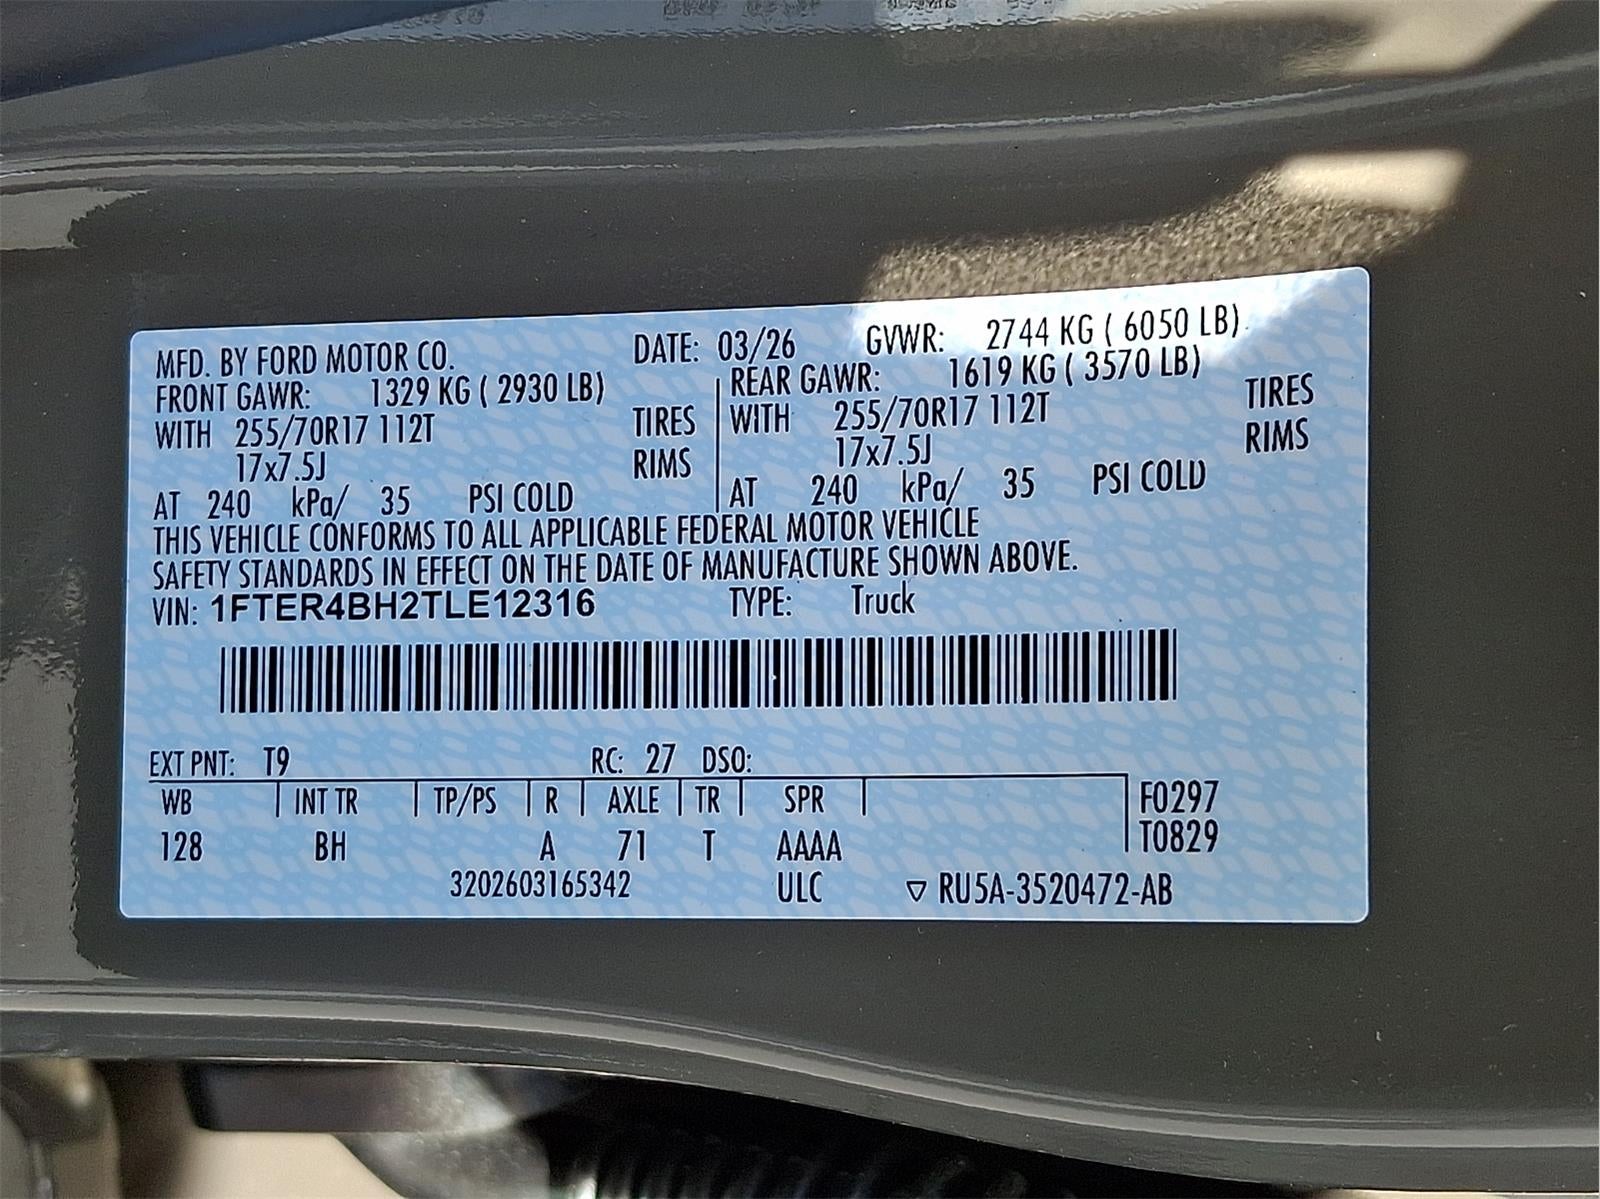 MFD. BY FORD MOTOR CO. DATE: 03/26 GVWR: 2744 KG ( 6050 LB)
FRONT GAWR: 1329 KG ( 2930 LB) REAR GAWR: 1619 KG ( 3570 LB)
WITH 255/70R17 112T TIRES WITH 255/70R17 112T TIRES
17x7.5J RIMS 17x7.5J RIMS
AT 240 kPa/ 35 PSI COLD AT 240 kPa/ 35 PSI COLD
THIS VEHICLE CONFORMS TO ALL APPLICABLE FEDERAL MOTOR VEHICLE
SAFETY STANDARDS IN EFFECT ON THE DATE OF MANUFACTURE SHOWN ABOVE.
VIN: 1FTER4BH2TLE12316 TYPE: Truck
EXT PNT: T9 RC: 27 DSO:
WB INT TR TP/PS R AXLE TR SPR F0297
128 BH A 71 T AAAA T0829
3202603165342 ULC ▽ RU5A-3520472-AB